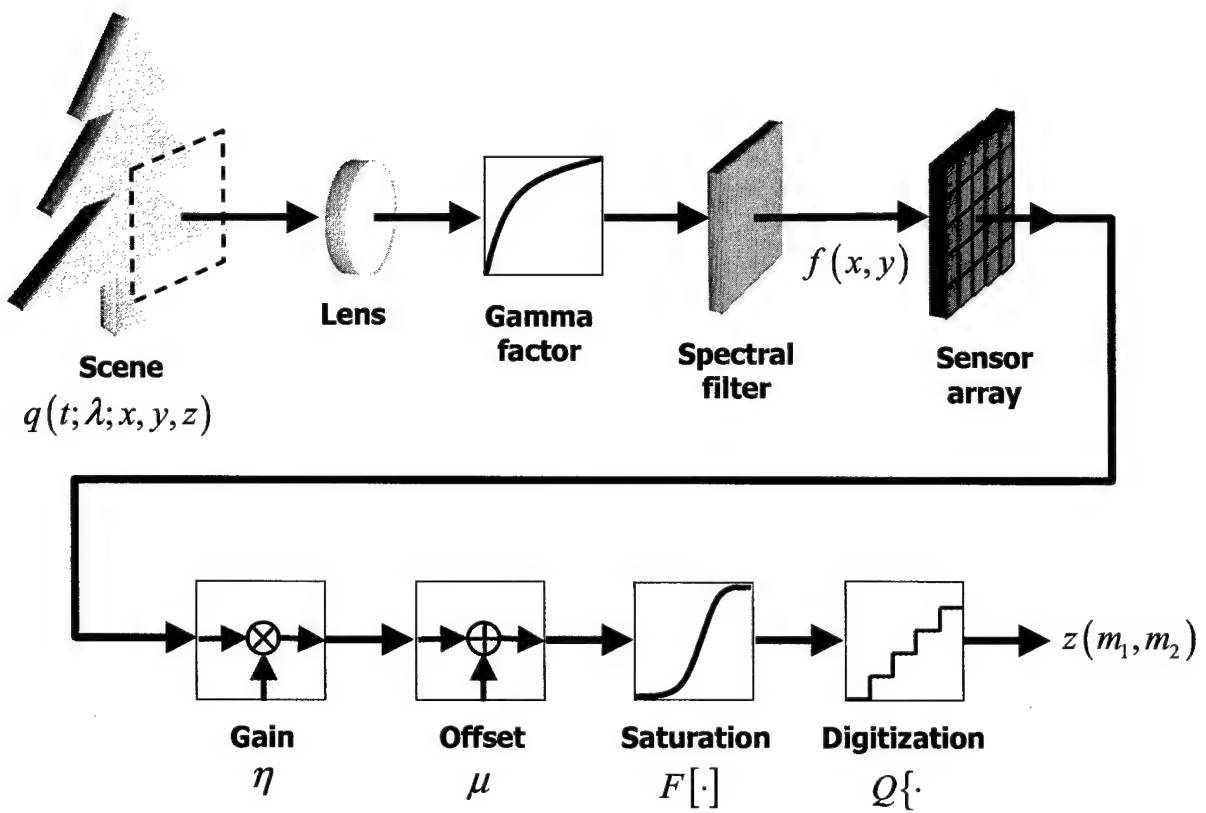 f(x, y)
Lens
Gamma
factor
Spectral
filter
Sensor
array
Scene
q(t; λ; x, y, z)
z(m₁, m₂)
Gain
Offset
Saturation
Digitization
η
μ
F[·]
Q{·